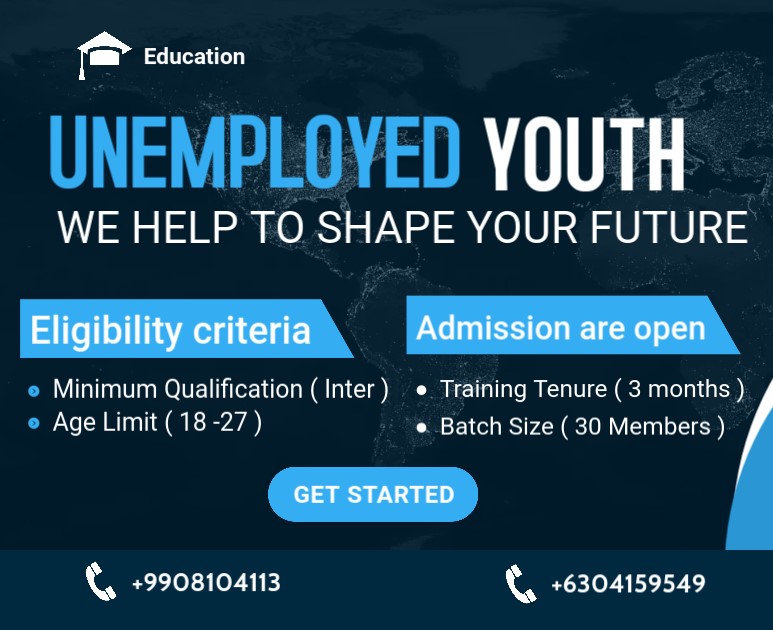 Education
UNEMPLOYED YOUTH
WE HELP TO SHAPE YOUR FUTURE
Eligibility criteria
Minimum Qualification ( Inter )
Age Limit ( 18 -27 )
Admission are open
Training Tenure ( 3 months )
Batch Size ( 30 Members )
GET STARTED
+9908104113
+6304159549